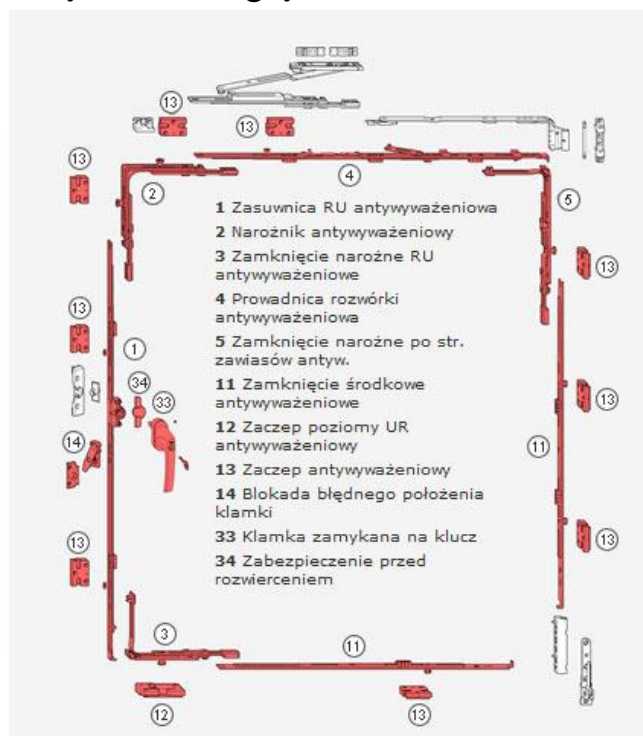 13
13
13
2
4
5
1 Zasuwnica RU antywyważeniowa
2 Narożnik antywyważeniowy
3 Zamknięcie narożne RU
antywyważeniowe
4 Prowadnica rozwórki
antywyważeniowa
5 Zamknięcie narożne po str.
zawiasów antyw.
11 Zamknięcie środkowe
antywyważeniowe
12 Zaczep poziomy UR
antywyważeniowy
13 Zaczep antywyważeniowy
14 Blokada błędnego położenia
klamki
33 Klamka zamykana na klucz
34 Zabezpieczenie przed
rozwierceniem
13
13
1
34
33
14
13
13
11
13
3
11
12
13